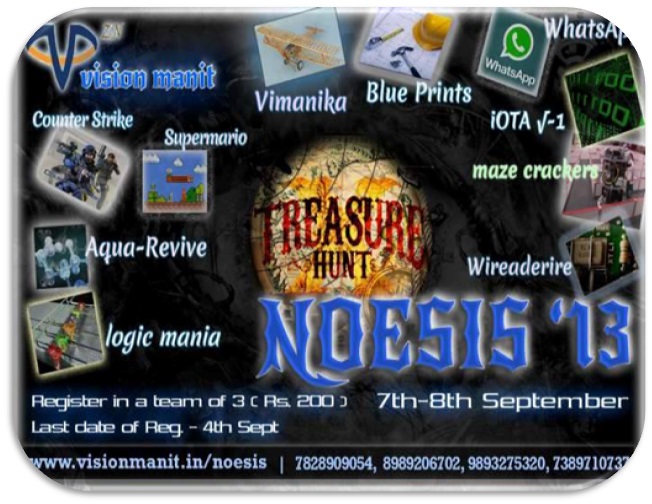 vision manit
Vimanika
Blue Prints
WhatsApp
WhatsApp
iOTA √-1
Counter Strike
Supermario
maze crackers
TREASURE
HUNT
Aqua-Revive
Wireaderire
logic mania
NOESIS '13
Register in a team of 3 ( Rs. 200 )
7th-8th September
Last date of Reg. - 4th Sept
www.visionmanit.in/noesis | 7828909054, 8989206702, 9893275320, 7389710737